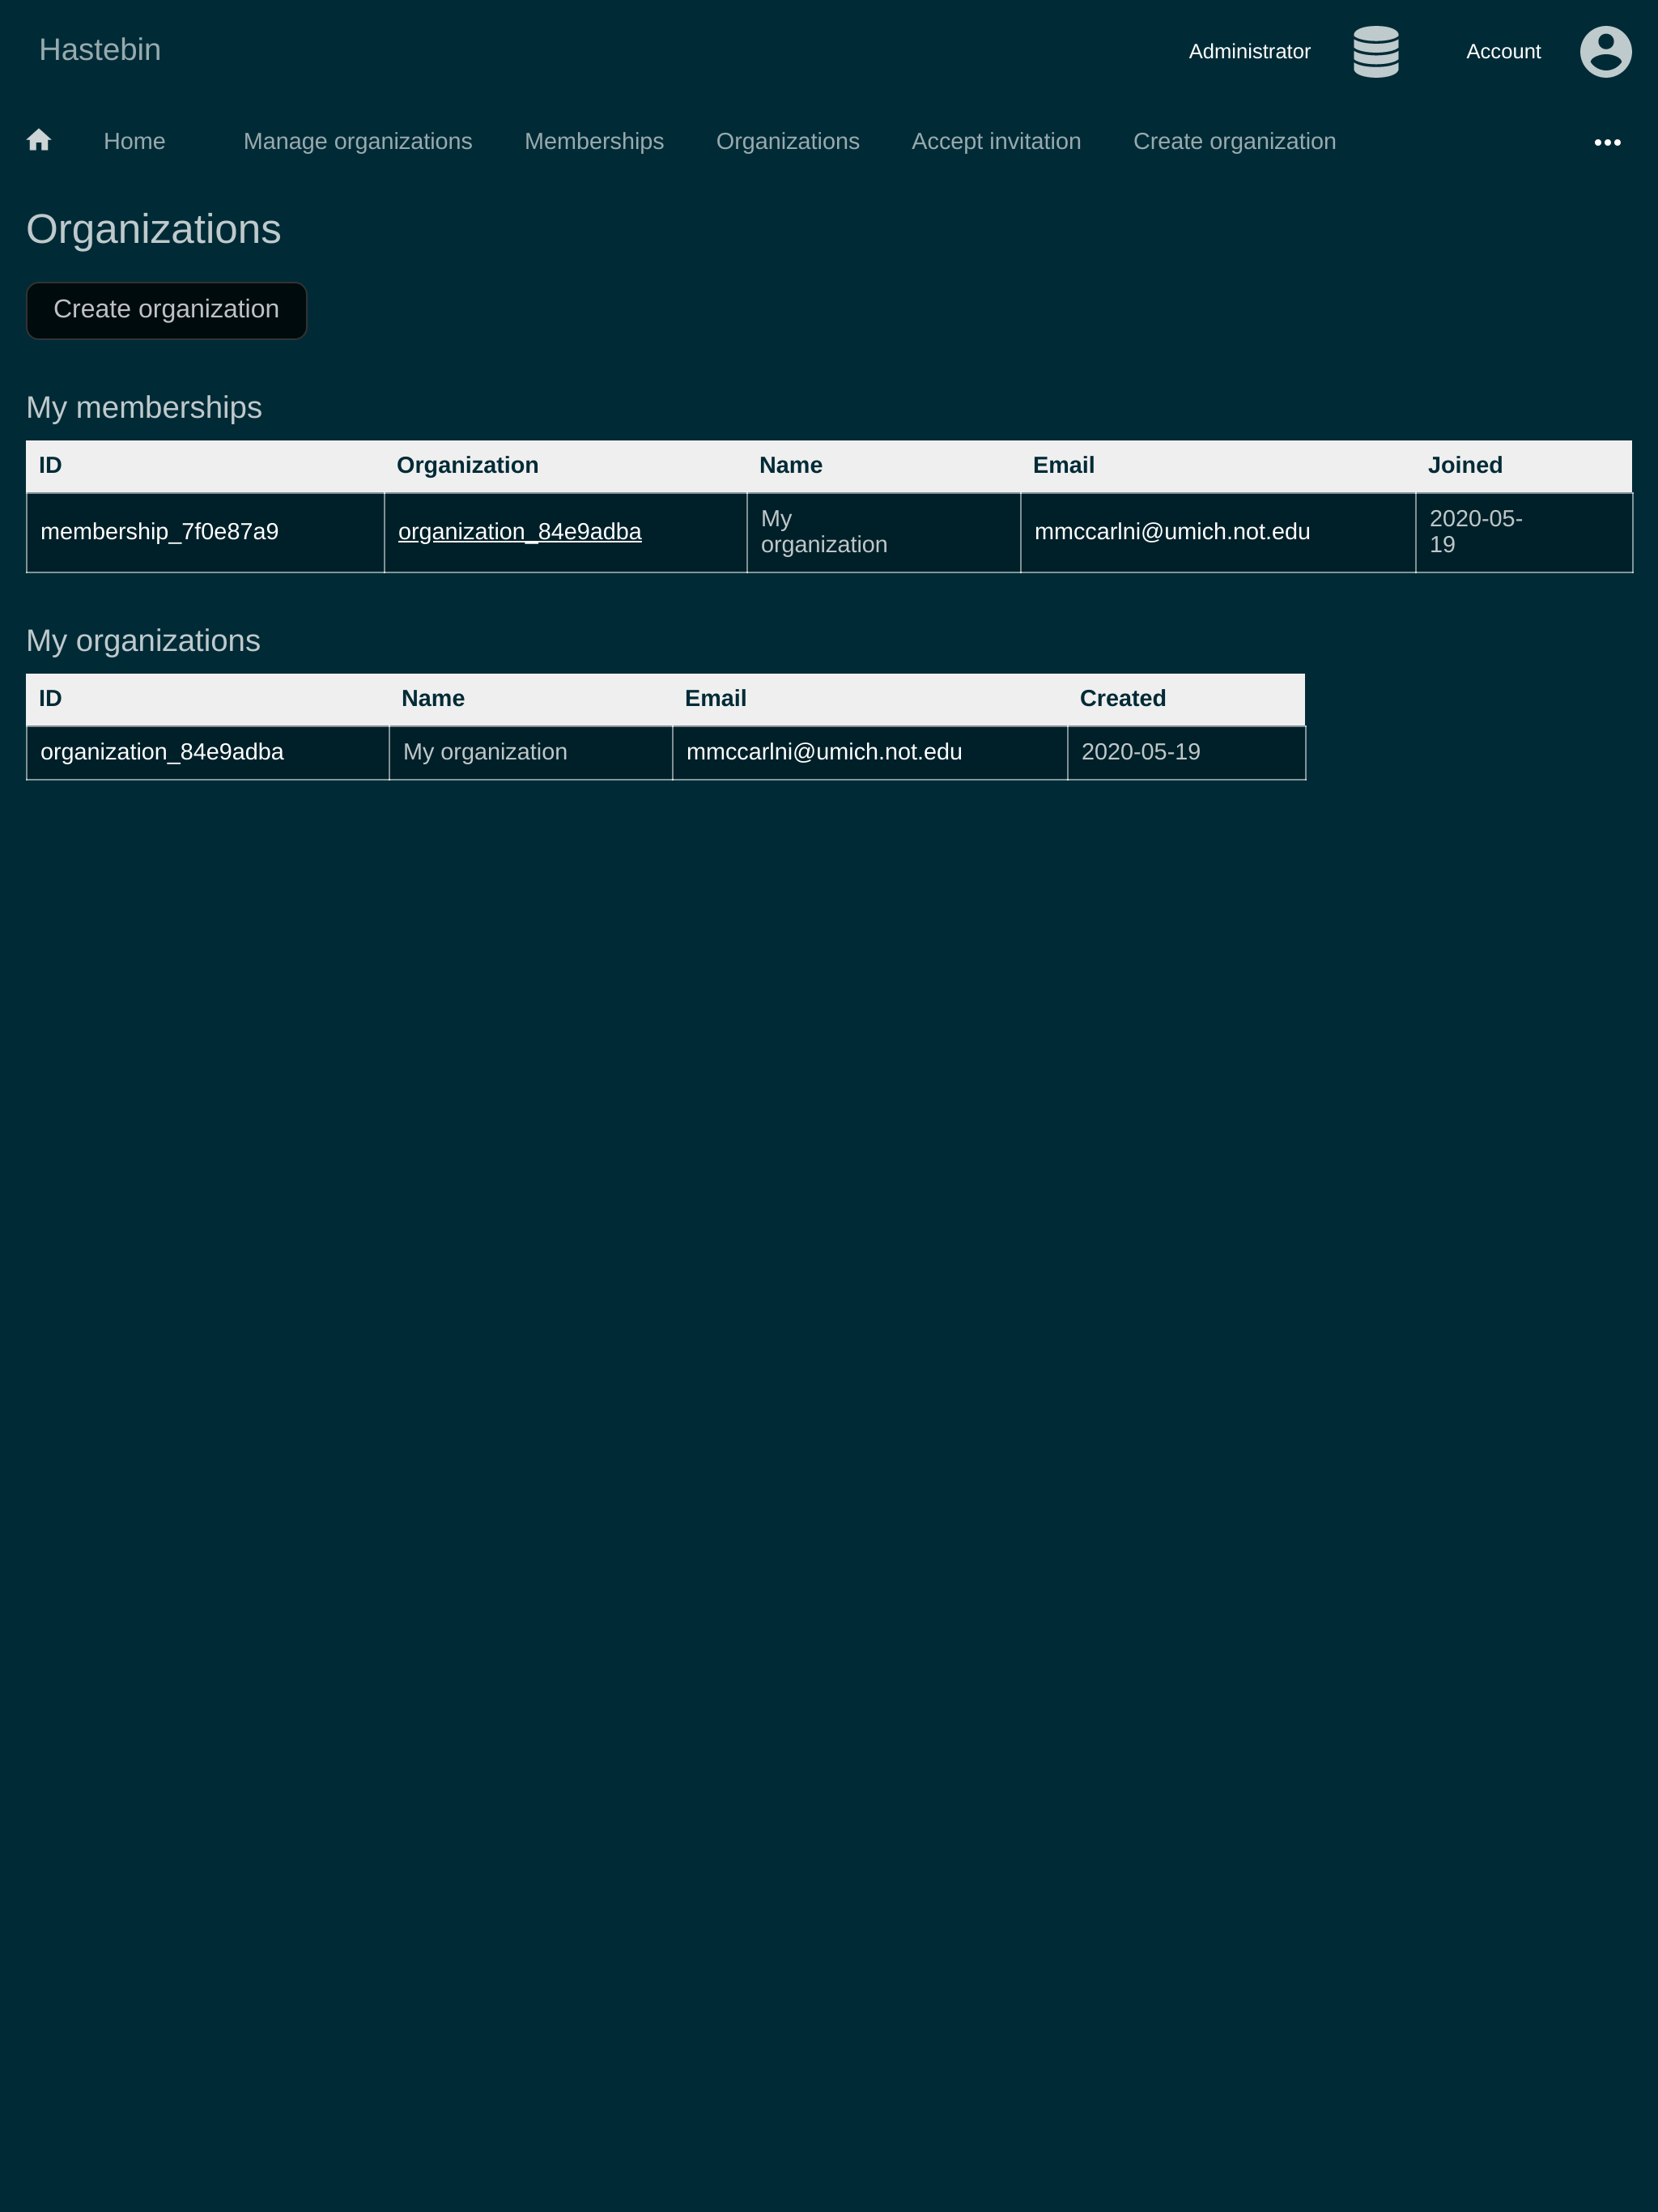 Hastebin
Administrator
Account
Home
Manage organizations
Memberships
Organizations
Accept invitation
Create organization
Organizations
Create organization
My memberships
ID Organization Name Email Joined
membership_7f0e87a9 organization_84e9adba My organization mmccarlni@umich.not.edu 2020-05-19
My organizations
ID Name Email Created
organization_84e9adba My organization mmccarlni@umich.not.edu 2020-05-19